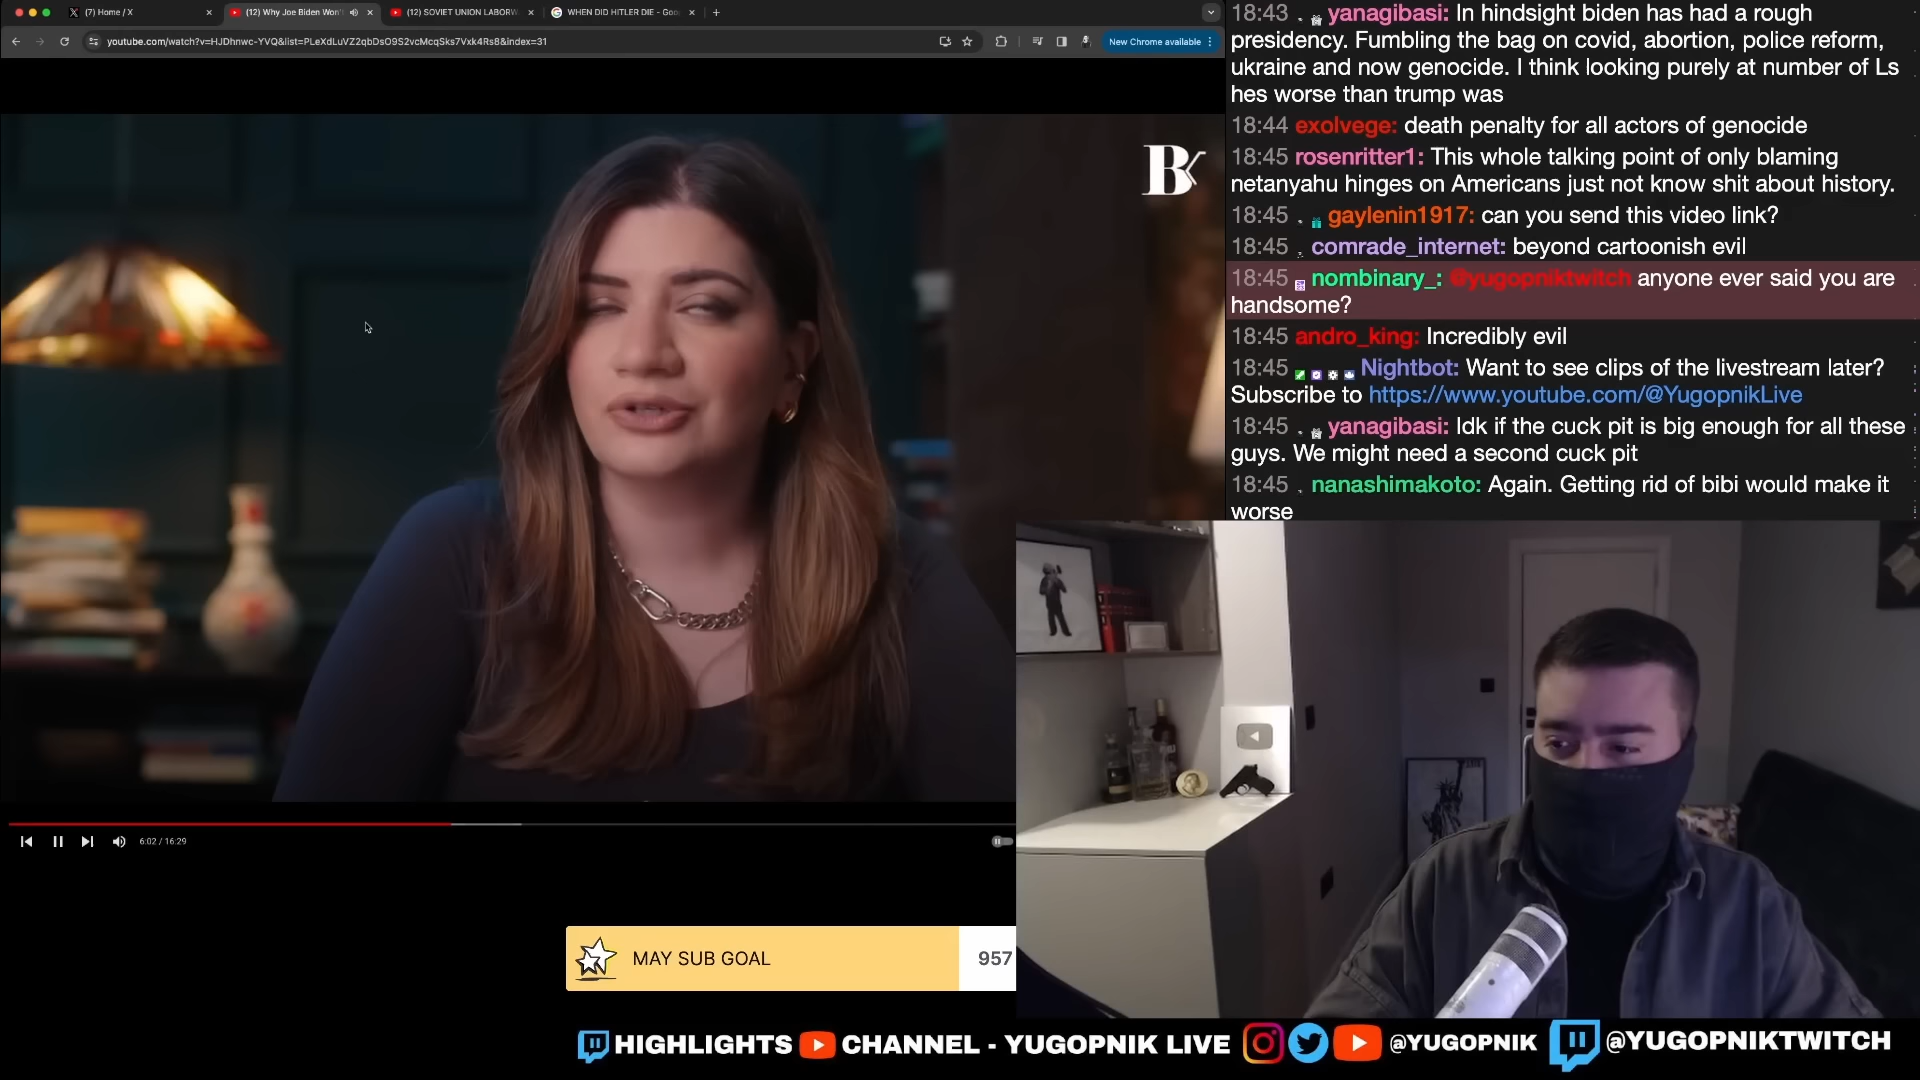 (7) Home / X
(12) Why Joe Biden Won'
(12) SOVIET UNION LABORW
WHEN DID HITLER DIE - Goo
youtube.com/watch?v=HJDhnwc-YVQ&list=PLeXdLuVZ2qbDsO9S2vcMcqSks7Vxk4Rs8&index=31
New Chrome available
BK
6:02 / 16:29
18:43 yanagibasi: In hindsight biden has had a rough
presidency. Fumbling the bag on covid, abortion, police reform,
ukraine and now genocide. I think looking purely at number of Ls
hes worse than trump was
18:44 exolvege: death penalty for all actors of genocide
18:45 rosenritter1: This whole talking point of only blaming
netanyahu hinges on Americans just not know shit about history.
18:45 gaylenin1917: can you send this video link?
18:45 comrade_internet: beyond cartoonish evil
18:45 nombinary_: @yugopniktwitch anyone ever said you are
handsome?
18:45 andro_king: Incredibly evil
18:45 Nightbot: Want to see clips of the livestream later?
Subscribe to https://www.youtube.com/@YugopnikLive
18:45 yanagibasi: Idk if the cuck pit is big enough for all these
guys. We might need a second cuck pit
18:45 nanashimakoto: Again. Getting rid of bibi would make it
worse
MAY SUB GOAL 957
HIGHLIGHTS CHANNEL - YUGOPNIK LIVE @YUGOPNIK @YUGOPNIKTWITCH